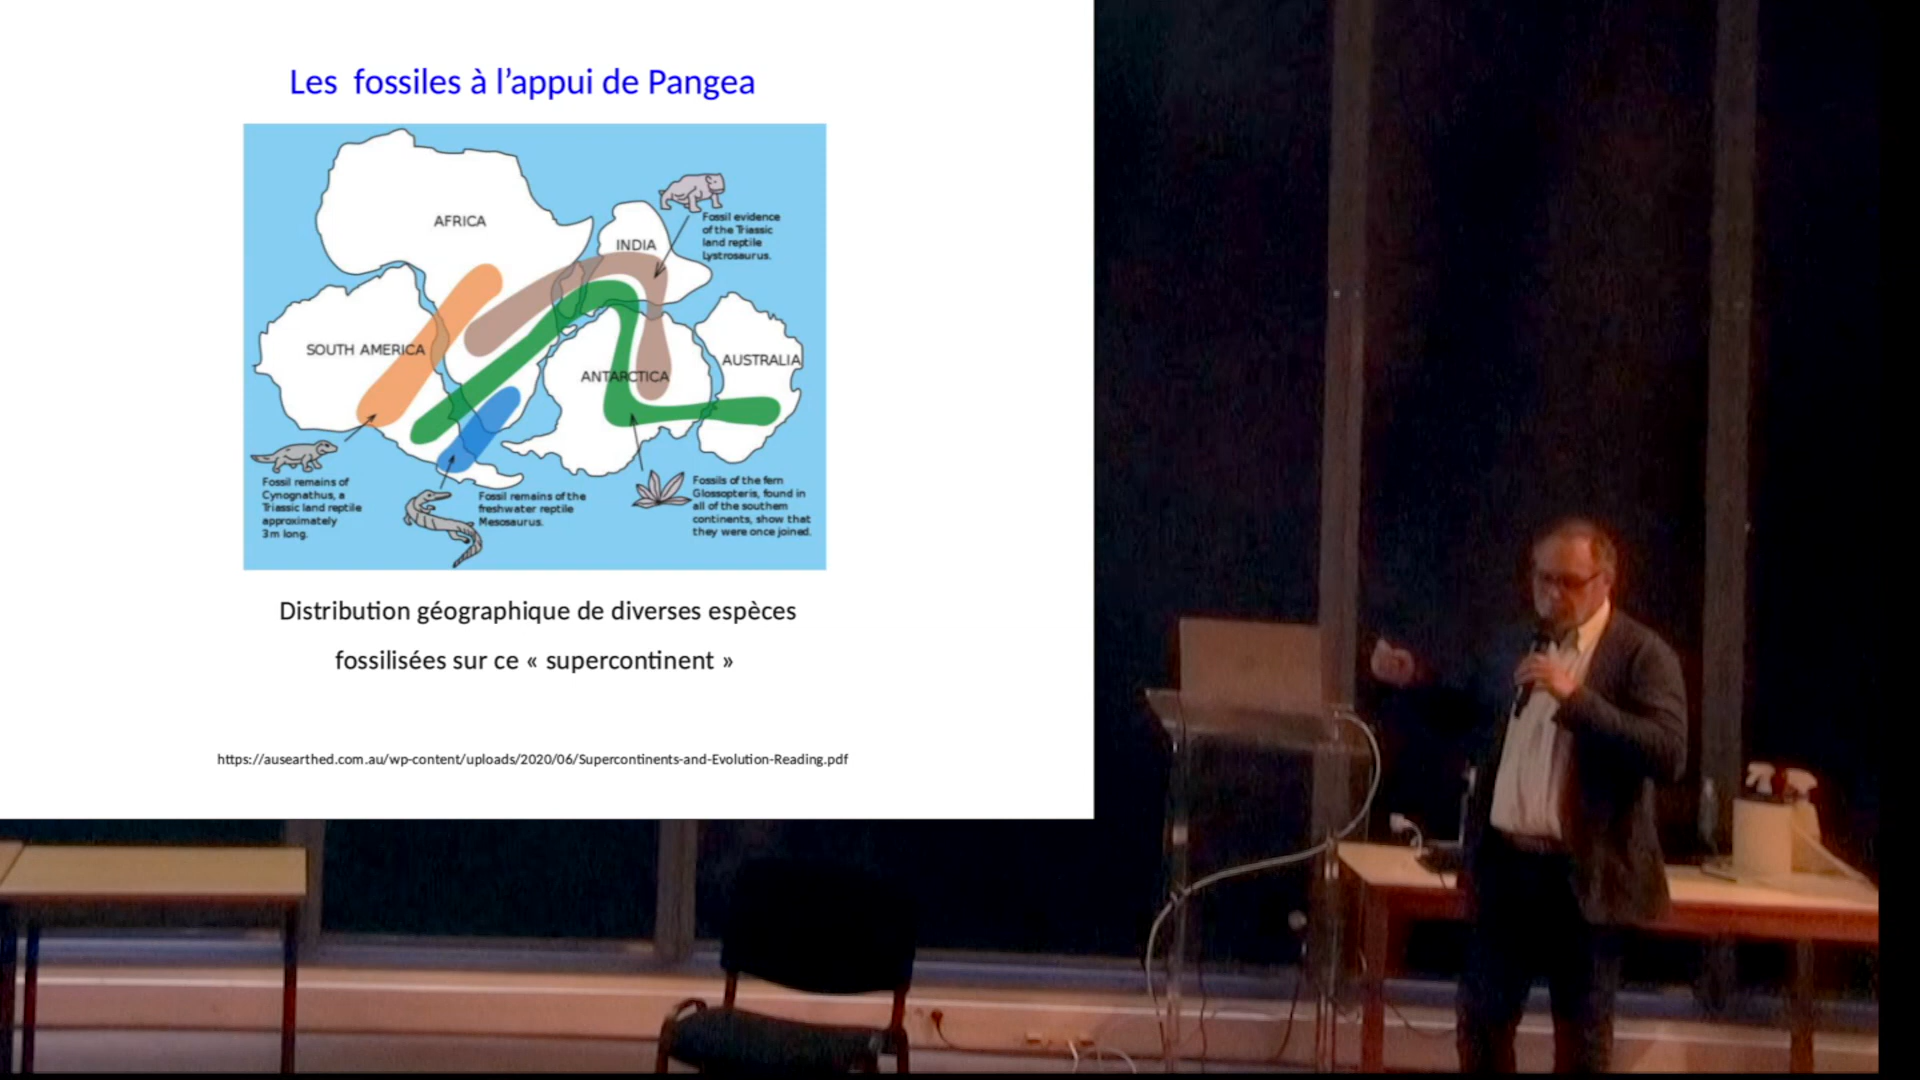 Les fossiles à l'appui de Pangea
AFRICA
INDIA
Fossil evidence
of the Triassic
land reptile
Lystrosaurus.
SOUTH AMERICA
ANTARCTICA
AUSTRALIA
Fossil remains of
Cynognathus, a
Triassic land reptile
approximately
3m long.
Fossil remains of the
freshwater reptile
Mesosaurus.
Fossils of the fern
Glossopteris, found in
all of the southern
continents, show that
they were once joined.
Distribution géographique de diverses espèces
fossilisées sur ce « supercontinent »
https://ausearthed.com.au/wp-content/uploads/2020/06/Supercontinents-and-Evolution-Reading.pdf